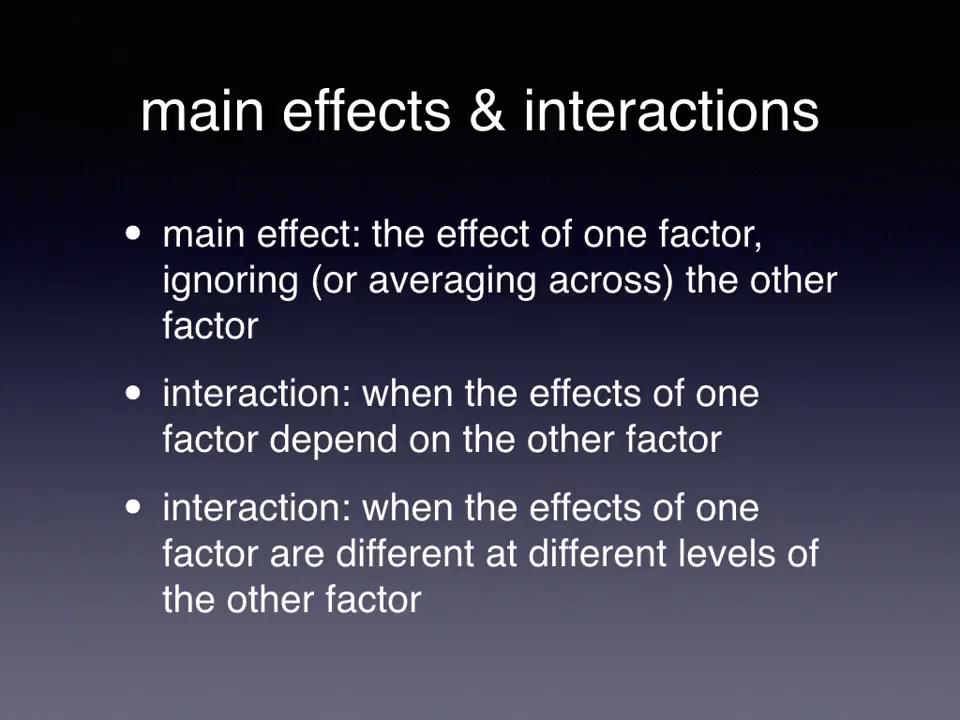 main effects & interactions
• main effect: the effect of one factor,
ignoring (or averaging across) the other
factor
• interaction: when the effects of one
factor depend on the other factor
• interaction: when the effects of one
factor are different at different levels of
the other factor